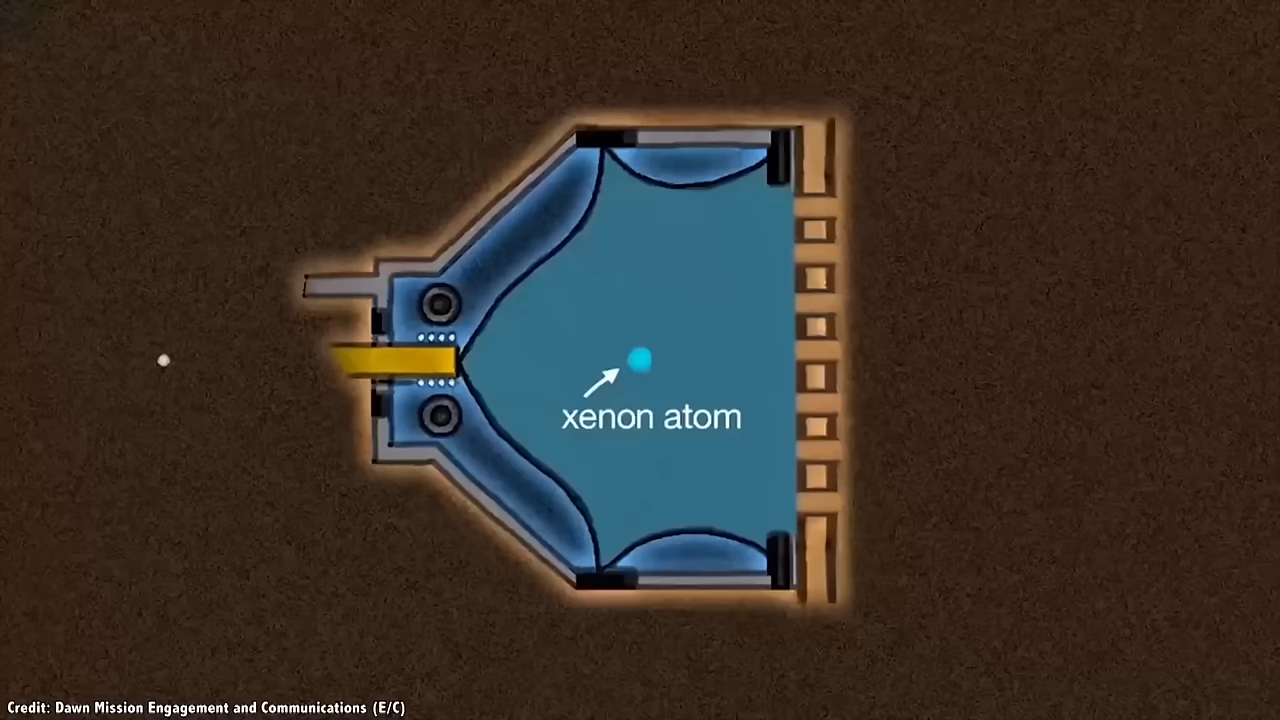 xenon atom
Credit: Dawn Mission Engagement and Communications (E/C)